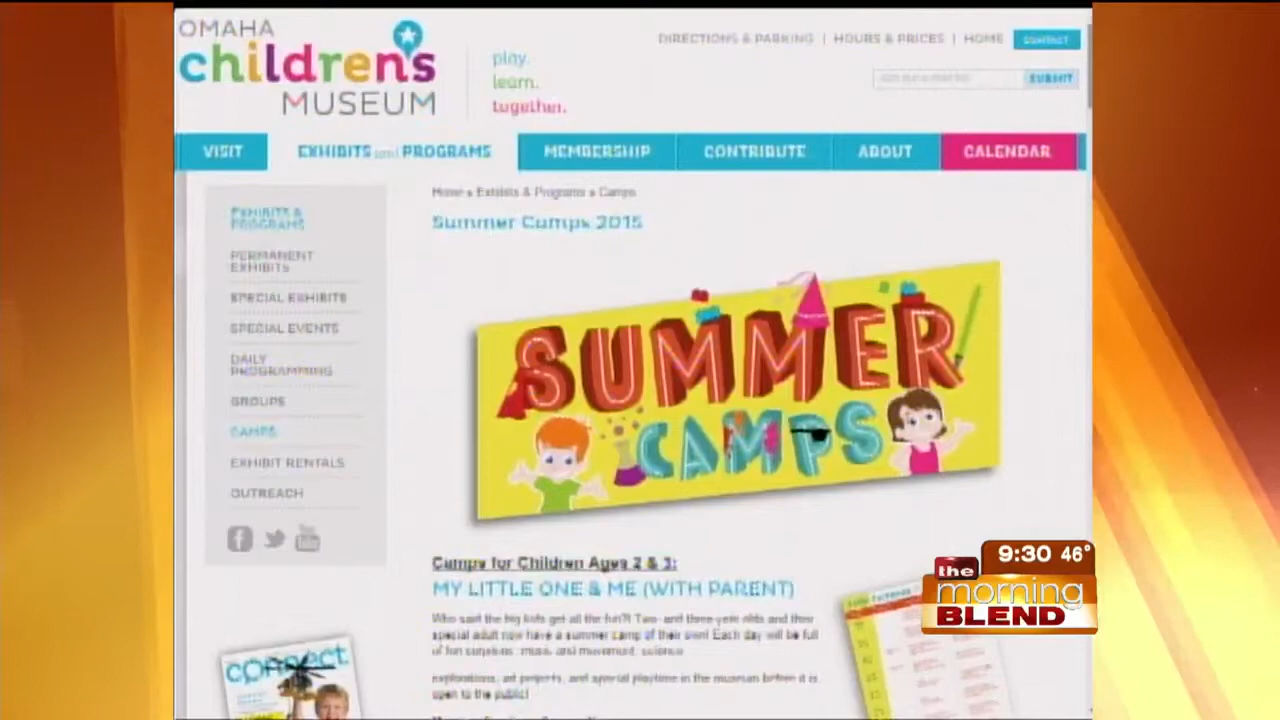 OMAHA
children's
MUSEUM
play.
learn.
together.
DIRECTIONS & PARKING | HOURS & PRICES | HOME CONTACT
SUBMIT
VISIT EXHIBITS and PROGRAMS MEMBERSHIP CONTRIBUTE ABOUT CALENDAR
EXHIBITS &
PROGRAMS
PERMANENT
EXHIBITS
SPECIAL EXHIBITS
SPECIAL EVENTS
DAILY
PROGRAMMING
GROUPS
CAMPS
EXHIBIT RENTALS
OUTREACH
You Tube
connect
Home » Exhibits & Programs » Camps
Summer Camps 2015
SUMMER
CAMPS
Camps for Children Ages 2 & 3:
MY LITTLE ONE & ME (WITH PARENT)
Who said the big kids get all the fun?! Two- and three-year olds and their
special adult now have a summer camp of their own! Each day will be full
of fun surprises, music and movement, science
explorations, art projects, and special playtime in the museum before it is
open to the public!
9:30 46°
the
morning
BLEND